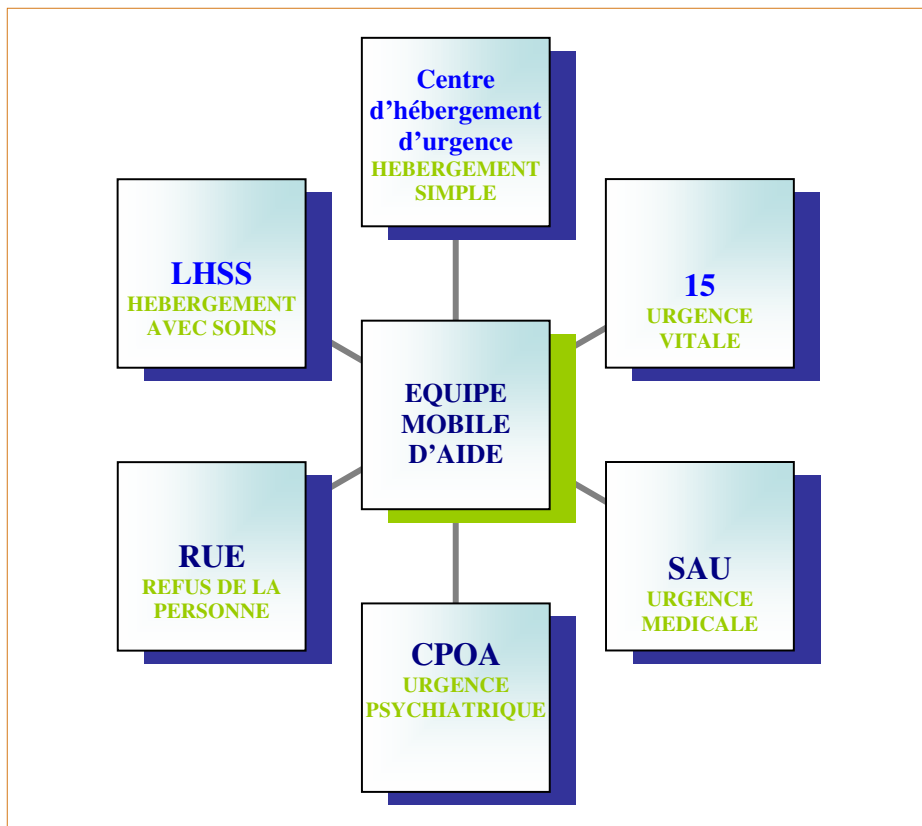 Centre
d’hébergement
d’urgence
HEBERGEMENT
SIMPLE
LHSS
HEBERGEMENT
AVEC SOINS
15
URGENCE
VITALE
EQUIPE
MOBILE
D’AIDE
RUE
REFUS DE LA
PERSONNE
SAU
URGENCE
MEDICALE
CPOA
URGENCE
PSYCHIATRIQUE